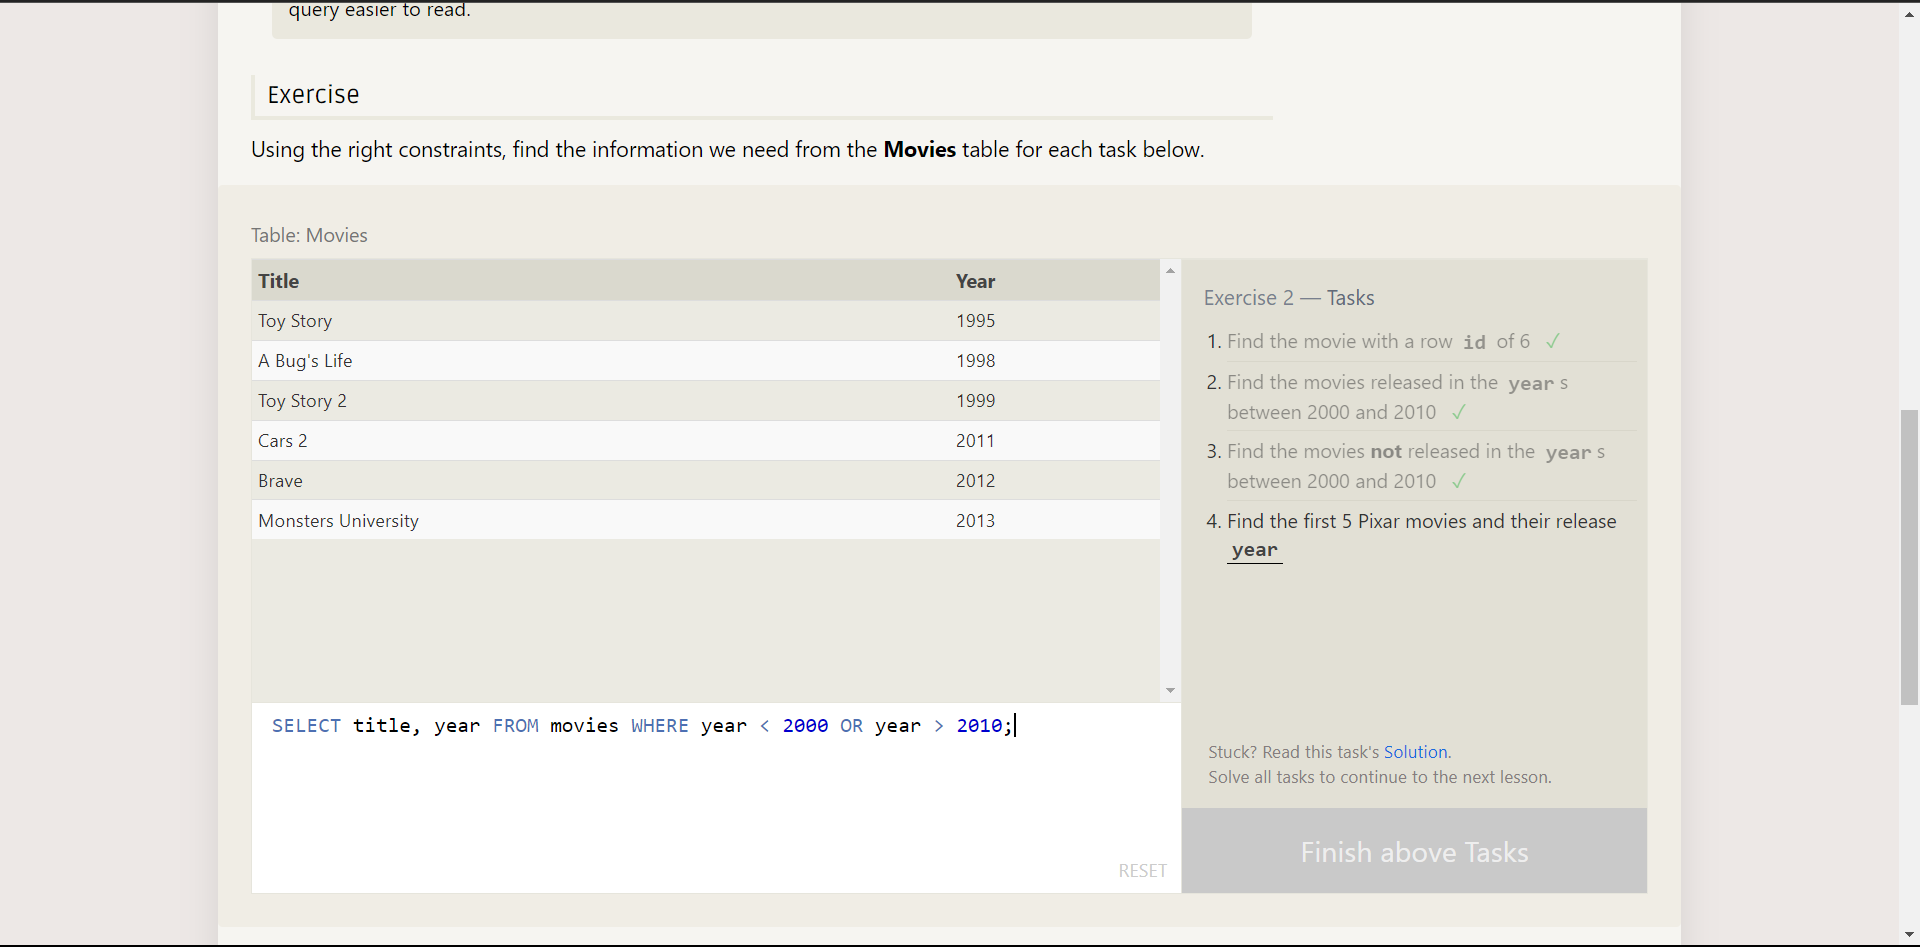 query easier to read.
Exercise
Using the right constraints, find the information we need from the Movies table for each task below.
Table: Movies
Title Year
Toy Story 1995
A Bug's Life 1998
Toy Story 2 1999
Cars 2 2011
Brave 2012
Monsters University 2013
SELECT title, year FROM movies WHERE year < 2000 OR year > 2010;
RESET
Exercise 2 — Tasks
1. Find the movie with a row id of 6 ✓
2. Find the movies released in the year s
between 2000 and 2010 ✓
3. Find the movies not released in the year s
between 2000 and 2010 ✓
4. Find the first 5 Pixar movies and their release
year
Stuck? Read this task's Solution.
Solve all tasks to continue to the next lesson.
Finish above Tasks